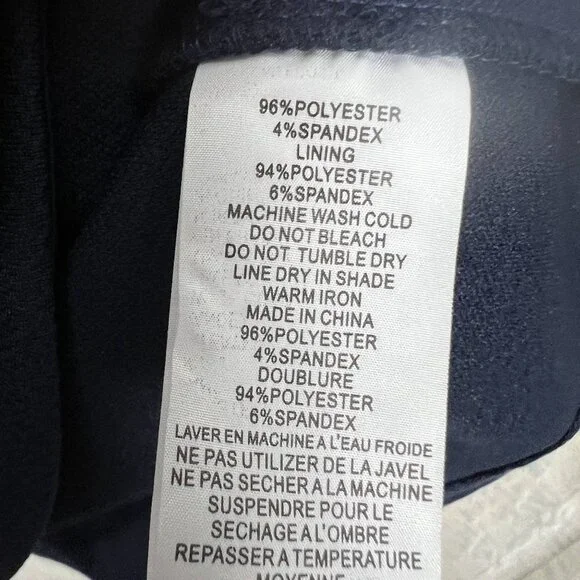 96%POLYESTER
4%SPANDEX
LINING
94%POLYESTER
6%SPANDEX
MACHINE WASH COLD
DO NOT BLEACH
DO NOT TUMBLE DRY
LINE DRY IN SHADE
WARM IRON
MADE IN CHINA
96%POLYESTER
4%SPANDEX
DOUBLURE
94%POLYESTER
6%SPANDEX
LAVER EN MACHINE A L'EAU FROIDE
NE PAS UTILIZER DE LA JAVEL
NE PAS SECHER A LA MACHINE
SUSPENDRE POUR LE
SECHAGE A L'OMBRE
REPASSER A TEMPERATURE
MOYENNE